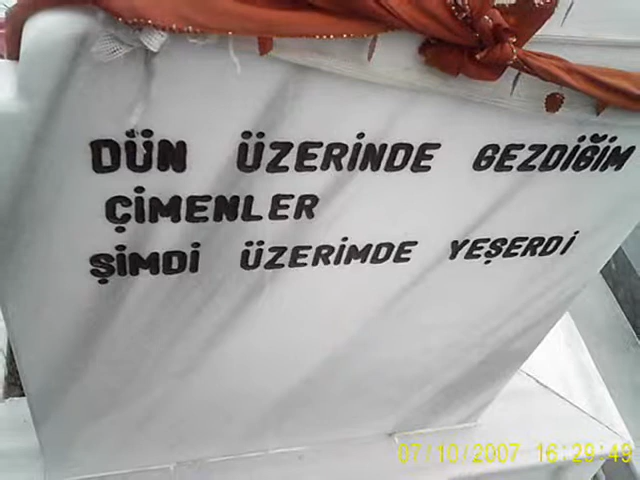 DÜN ÜZERİNDE GEZDİĞİM
ÇİMENLER
ŞİMDİ ÜZERİMDE YEŞERDİ
07/10/2007 16:29:49